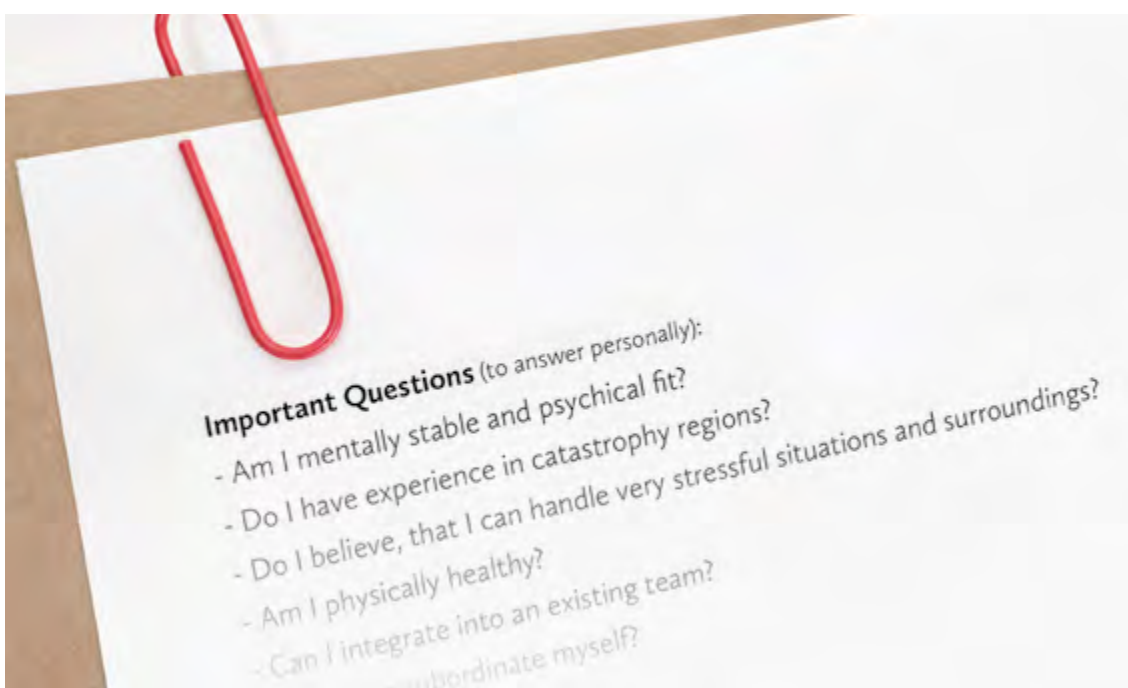 Important Questions (to answer personally):
- Am I mentally stable and psychical fit?
- Do I have experience in catastrophy regions?
- Do I believe, that I can handle very stressful situations and surroundings?
- Am I physically healthy?
- Can I integrate into an existing team?
subordinate myself?